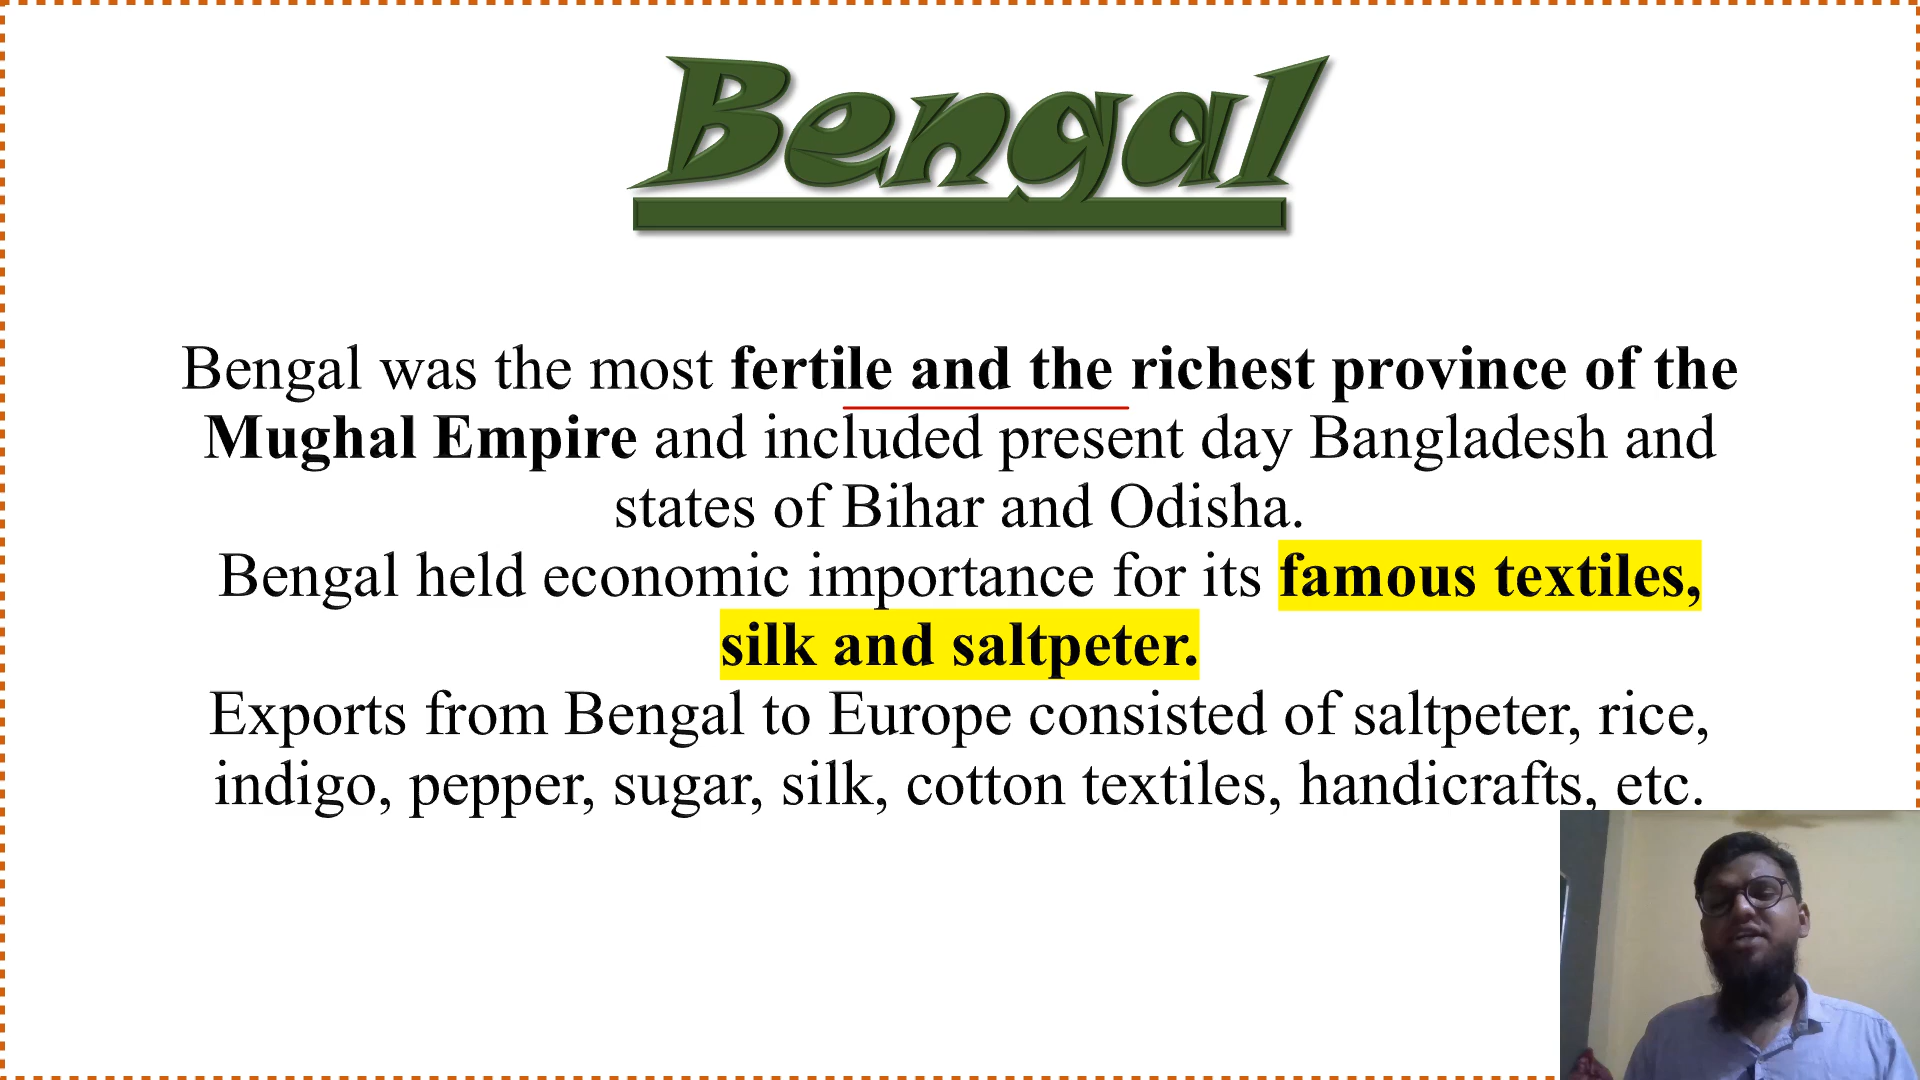 Bengal
Bengal was the most fertile and the richest province of the
Mughal Empire and included present day Bangladesh and
states of Bihar and Odisha.
Bengal held economic importance for its famous textiles,
silk and saltpeter.
Exports from Bengal to Europe consisted of saltpeter, rice,
indigo, pepper, sugar, silk, cotton textiles, handicrafts, etc.